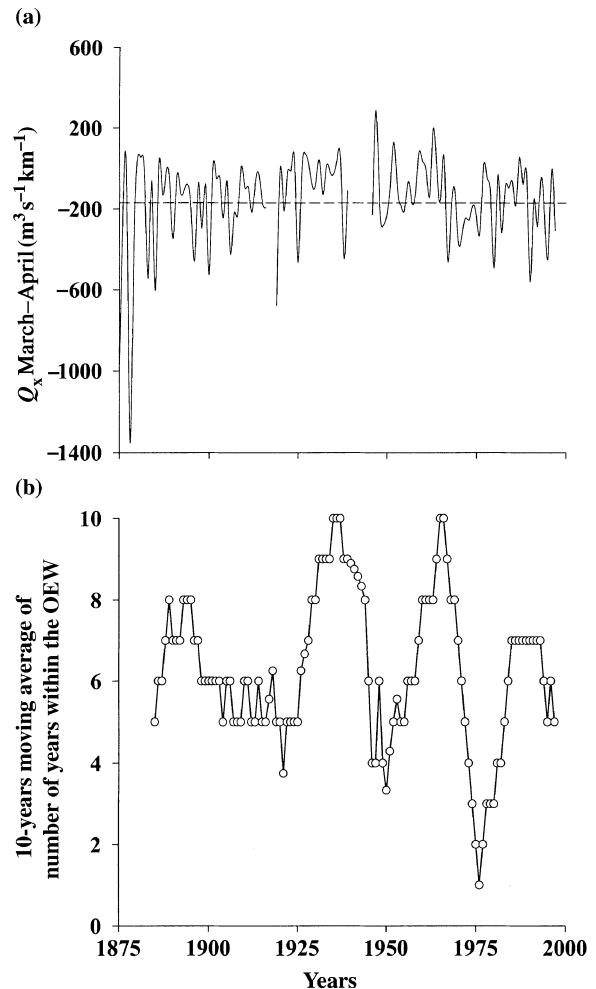 (a)
600
200
−200
−600
−1000
−1400
Qx March–April (m³ s⁻¹ km⁻¹)
(b)
10
8
6
4
2
0
10-years moving average of
number of years within the OEW
1875 1900 1925 1950 1975 2000
Years